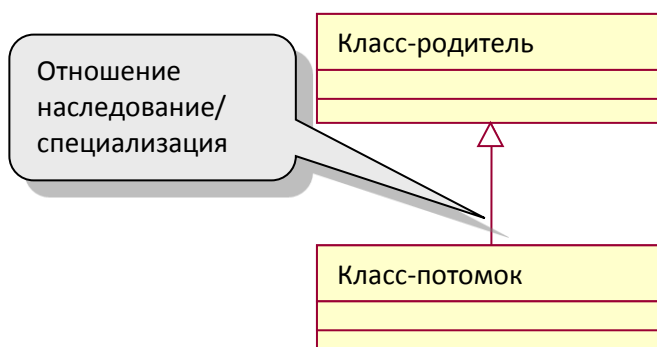 Класс-родитель
Отношение
наследование/
специализация
Класс-потомок